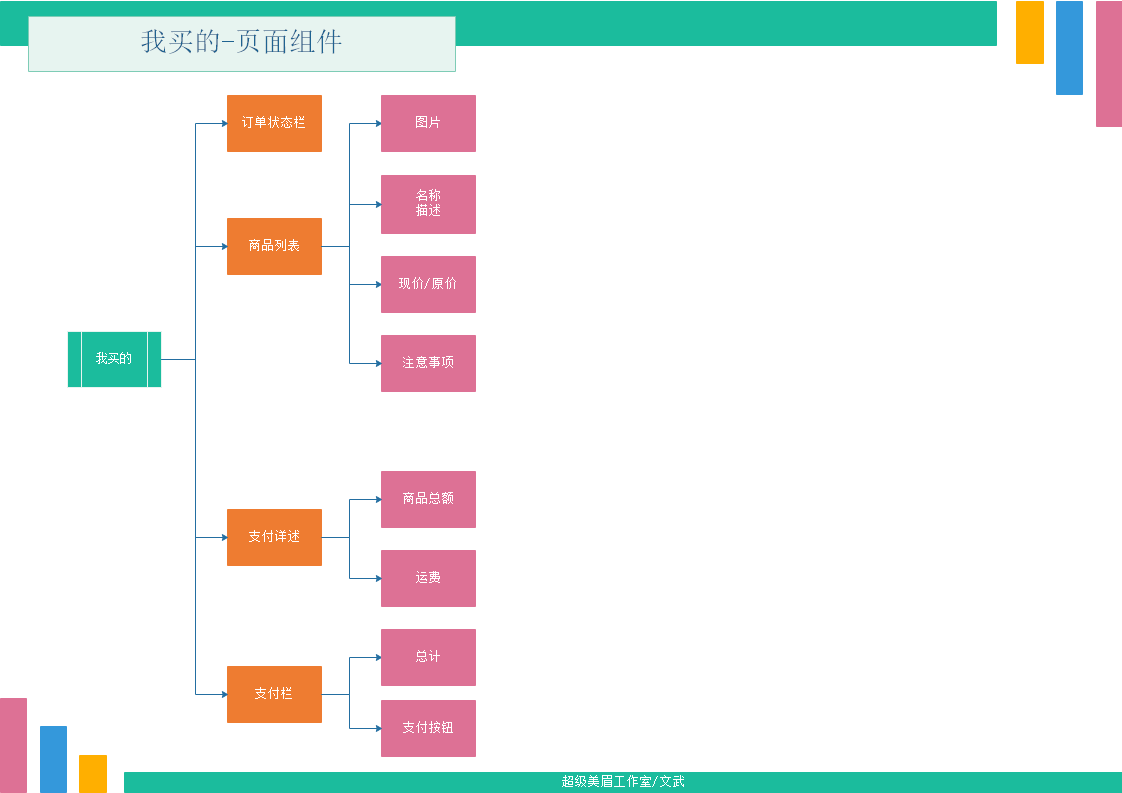 我买的-页面组件
订单状态栏
图片
名称
描述
商品列表
现价/原价
注意事项
我买的
商品总额
支付详述
运费
总计
支付栏
支付按钮
超级美眉工作室/文武